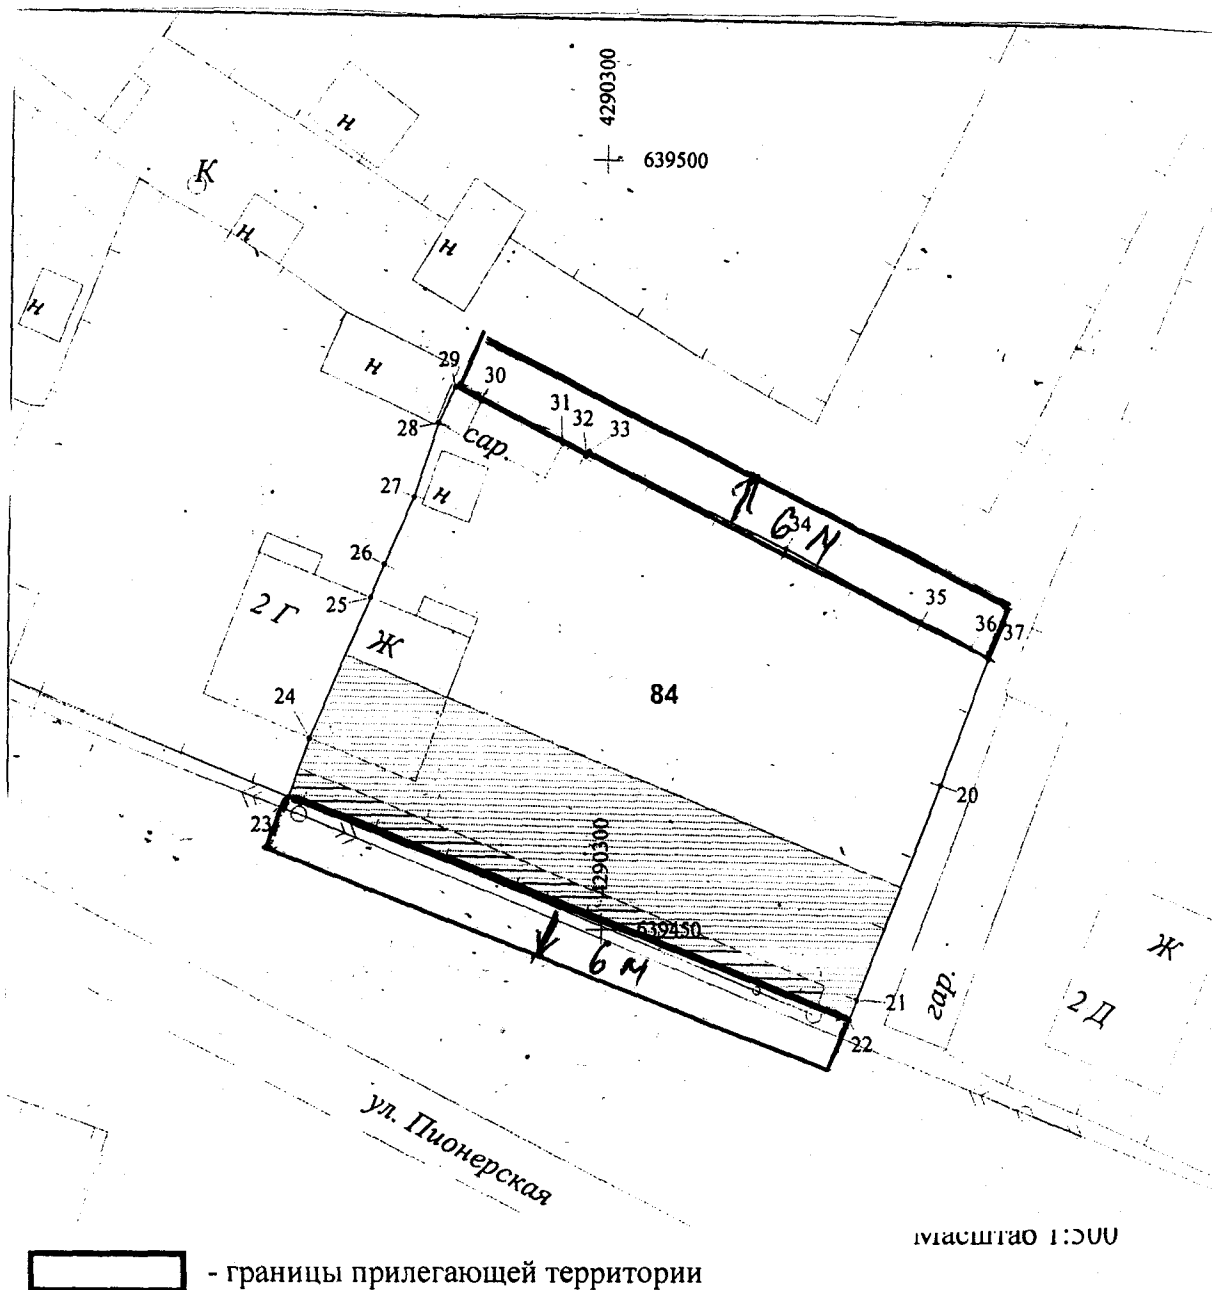 4290300
639500
н
К
н
н
н
н
29
30
31
32
33
28
сар.
27
н
6 м
34
26
25
35
36
37
2 Г
Ж
84
24
20
23
4290300
639450
6 м
21
22
гар.
Ж
2 Д
ул. Пионерская
Масштаб 1:500
- границы прилегающей территории